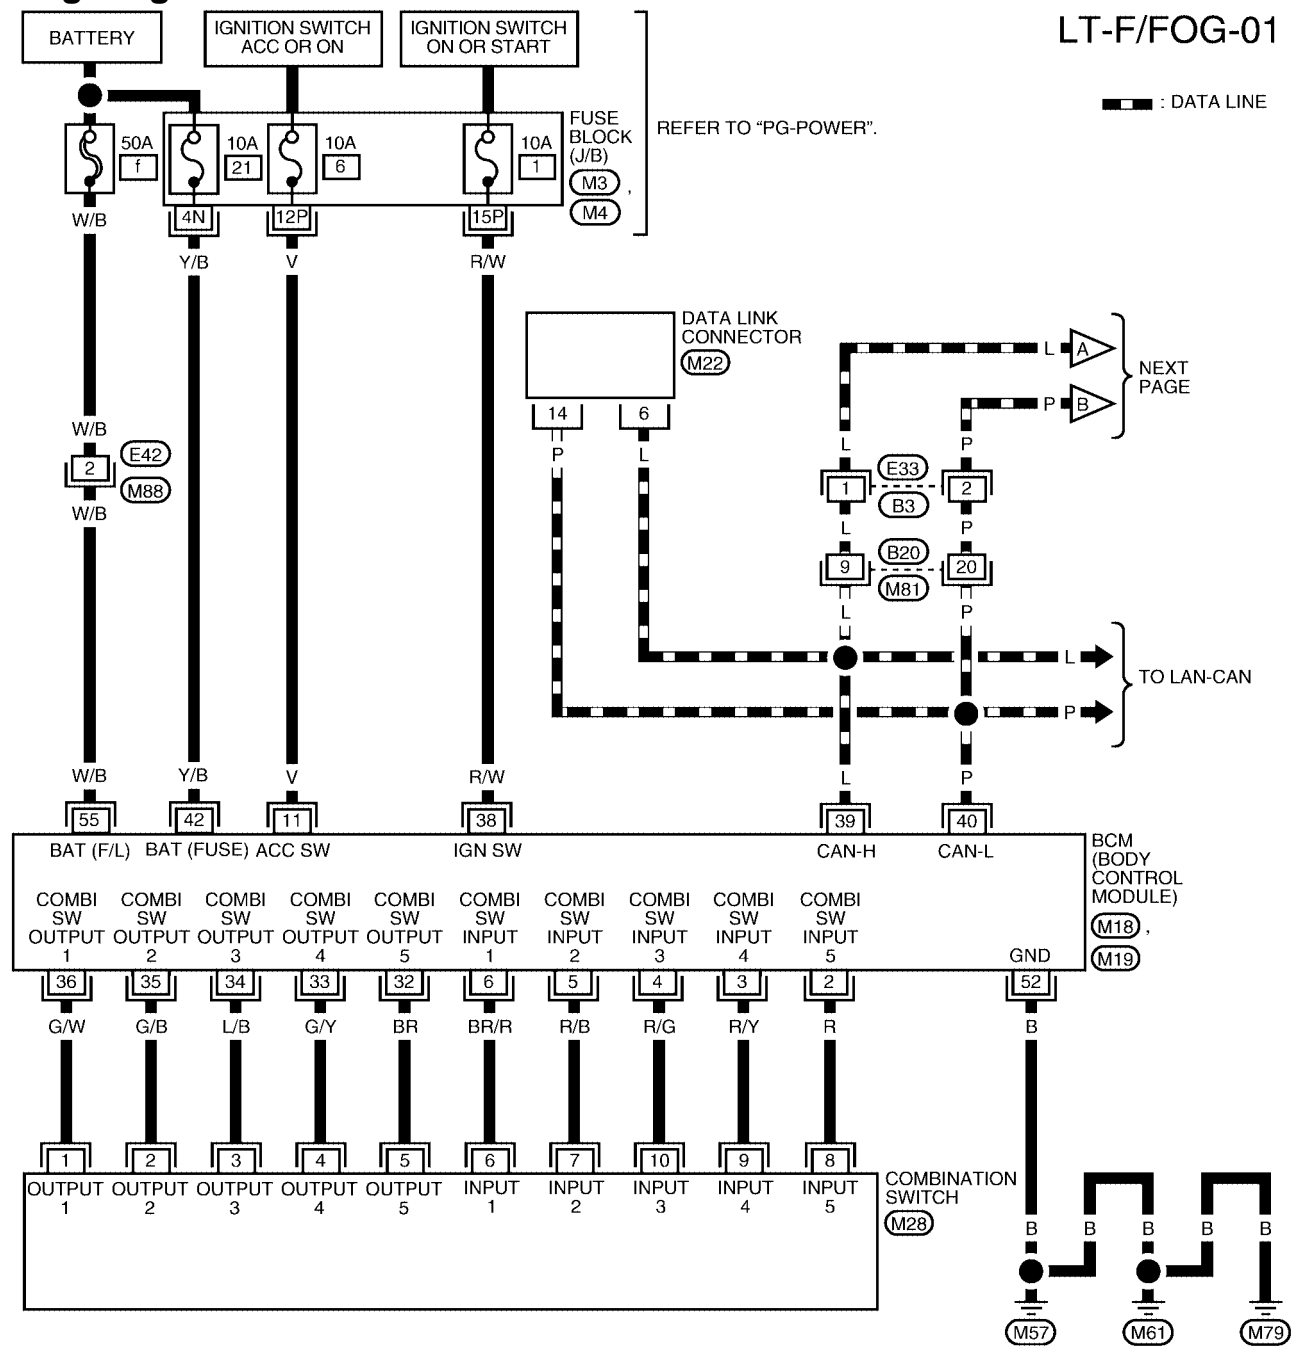 LT-F/FOG-01
BATTERY
IGNITION SWITCH
ACC OR ON
IGNITION SWITCH
ON OR START
: DATA LINE
50A
f
10A
21
10A
6
10A
1
FUSE
BLOCK
(J/B)
M3 ,
M4
REFER TO “PG-POWER”.
W/B
4N
12P
15P
Y/B
V
R/W
DATA LINK
CONNECTOR
M22
14
6
P
L
L
A
P
B
NEXT
PAGE
W/B
2
E42
M88
W/B
L
P
1
E33
B3
2
L
P
9
B20
M81
20
L
P
L
P
TO LAN-CAN
W/B
Y/B
V
R/W
L
P
55
42
11
38
39
40
BAT (F/L)
BAT (FUSE)
ACC SW
IGN SW
CAN-H
CAN-L
BCM
(BODY
CONTROL
MODULE)
M18 ,
M19
COMBI
SW
OUTPUT
1
COMBI
SW
OUTPUT
2
COMBI
SW
OUTPUT
3
COMBI
SW
OUTPUT
4
COMBI
SW
OUTPUT
5
COMBI
SW
INPUT
1
COMBI
SW
INPUT
2
COMBI
SW
INPUT
3
COMBI
SW
INPUT
4
COMBI
SW
INPUT
5
GND
36
35
34
33
32
6
5
4
3
2
52
G/W
G/B
L/B
G/Y
BR
BR/R
R/B
R/G
R/Y
R
B
1
2
3
4
5
6
7
10
9
8
OUTPUT
1
OUTPUT
2
OUTPUT
3
OUTPUT
4
OUTPUT
5
INPUT
1
INPUT
2
INPUT
3
INPUT
4
INPUT
5
COMBINATION
SWITCH
M28
B
B
B
B
B
M57
M61
M79